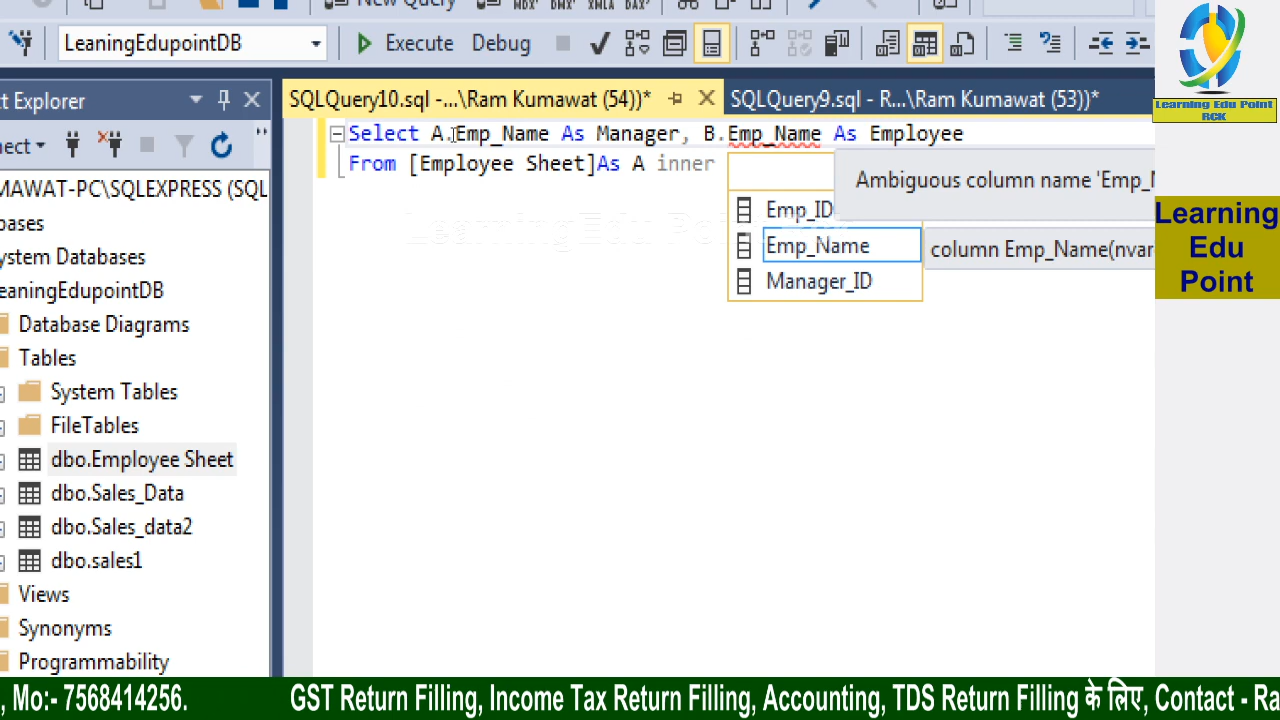 New Query
MDX DMX XMLA DAX
LeaningEdupointDB
Execute Debug
Learning Edu Point
RCK
t Explorer
SQLQuery10.sql -...\Ram Kumawat (54))*
SQLQuery9.sql - R...\Ram Kumawat (53))*
Select A.Emp_Name As Manager, B.Emp_Name As Employee
From [Employee Sheet]As A inner
Ambiguous column name 'Emp_N
Emp_ID
Emp_Name
column Emp_Name(nvar
Manager_ID
LearningEdu Poi
Learning
Edu
Point
nect
MAWAT-PC\SQLEXPRESS (SQL
bases
ystem Databases
eaningEdupointDB
Database Diagrams
Tables
System Tables
FileTables
dbo.Employee Sheet
dbo.Sales_Data
dbo.Sales_data2
dbo.sales1
Views
Synonyms
Programmability
, Mo:- 7568414256. GST Return Filling, Income Tax Return Filling, Accounting, TDS Return Filling के लिए, Contact - Ra